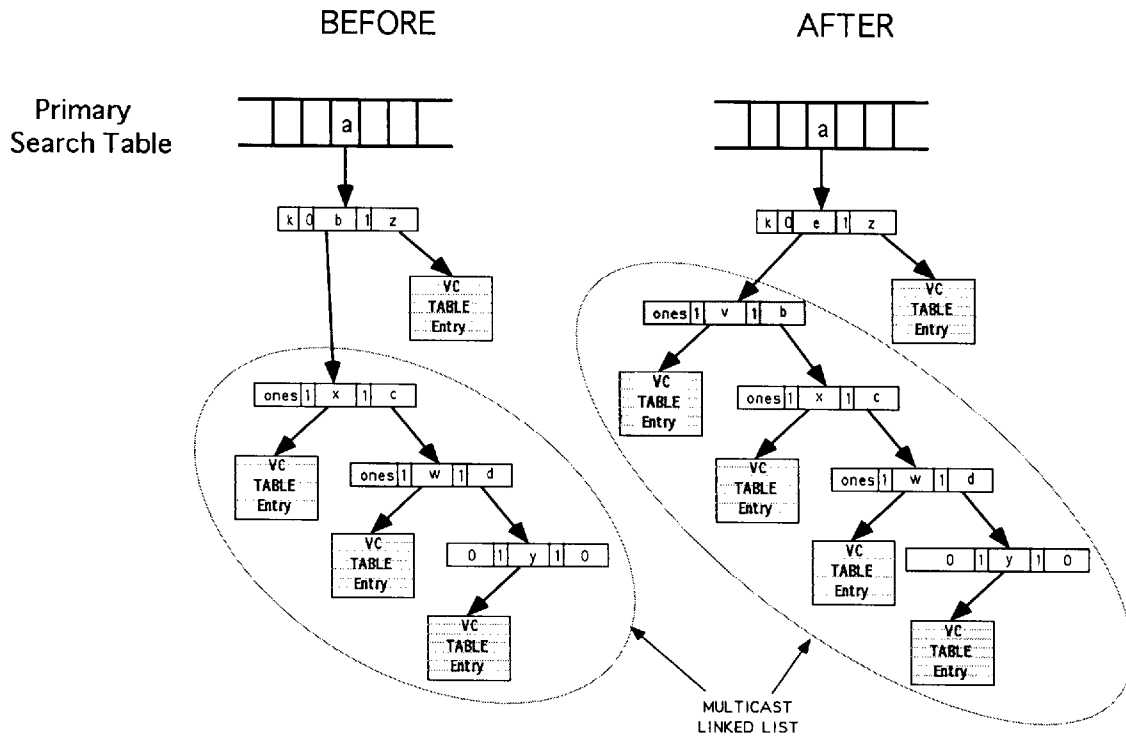 BEFORE AFTER
Primary
Search Table
a a
k 0 b 1 z k 0 e 1 z
VC
TABLE
Entry
VC
TABLE
Entry
ones 1 v 1 b
VC
TABLE
Entry
ones 1 x 1 c ones 1 x 1 c
VC
TABLE
Entry
VC
TABLE
Entry
ones 1 w 1 d ones 1 w 1 d
VC
TABLE
Entry
VC
TABLE
Entry
0 1 y 1 0 0 1 y 1 0
VC
TABLE
Entry
VC
TABLE
Entry
MULTICAST
LINKED LIST